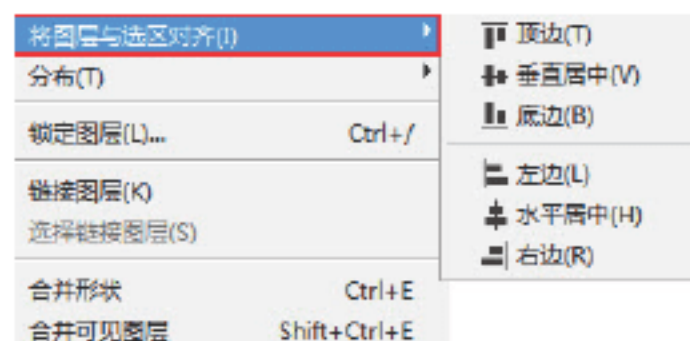 将图层与选区对齐(I)
分布(T)
锁定图层(L)... Ctrl+/
链接图层(K)
选择链接图层(S)
合并形状 Ctrl+E
合并可见图层 Shift+Ctrl+E
顶边(T)
垂直居中(V)
底边(B)
左边(L)
水平居中(H)
右边(R)